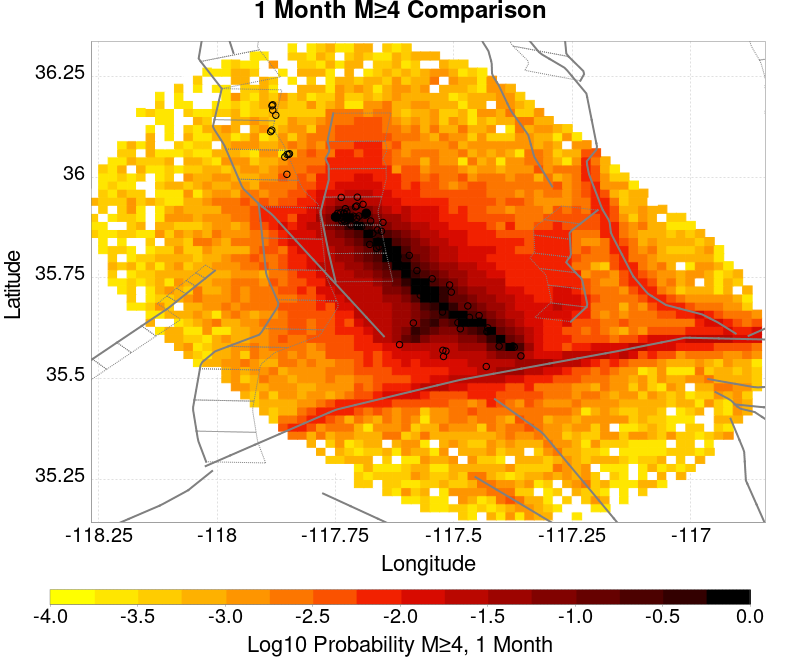 1 Month M≥4 Comparison
36.25
36
35.75
35.5
35.25
Latitude
-118.25 -118 -117.75 -117.5 -117.25 -117
Longitude
-4.0 -3.5 -3.0 -2.5 -2.0 -1.5 -1.0 -0.5 0.0
Log10 Probability M≥4, 1 Month